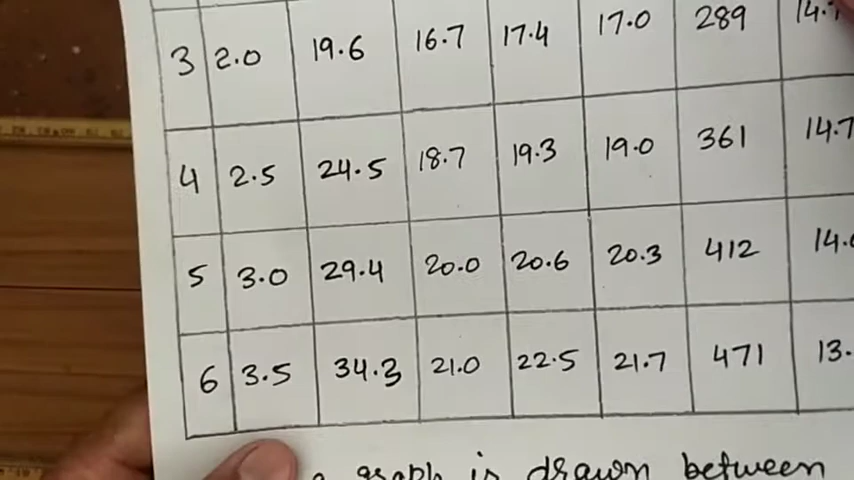 3 2.0 19.6 16.7 17.4 17.0 289
4 2.5 24.5 18.7 19.3 19.0 361 14.7
5 3.0 29.4 20.0 20.6 20.3 412
6 3.5 34.3 21.0 22.5 21.7 471 13.
graph is drawn between